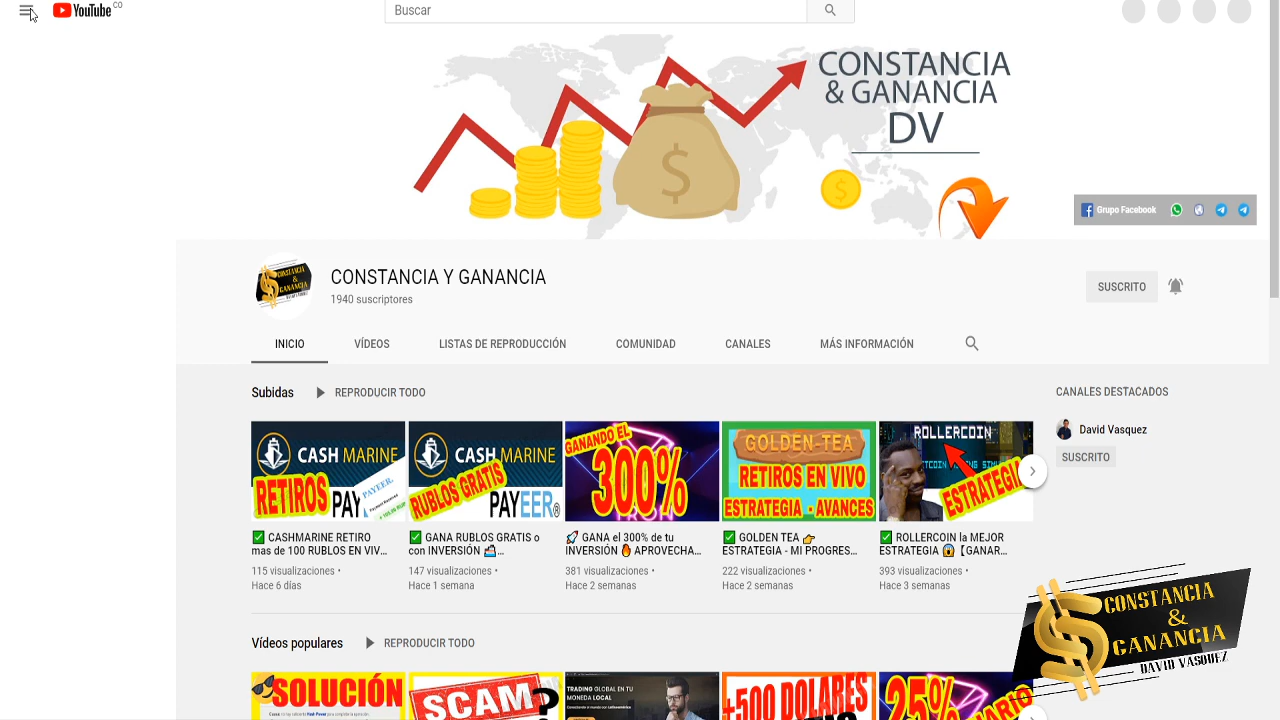 YouTube CO
Buscar
CONSTANCIA
& GANANCIA
DV
Grupo Facebook
CONSTANCIA
&
GANANCIA
CONSTANCIA Y GANANCIA
1940 suscriptores
SUSCRITO
INICIO
VÍDEOS
LISTAS DE REPRODUCCIÓN
COMUNIDAD
CANALES
MÁS INFORMACIÓN
Subidas
REPRODUCIR TODO
CANALES DESTACADOS
David Vasquez
SUSCRITO
CASH MARINE
RETIROS
PAYEER
CASH MARINE
RUBLOS GRATIS
PAYEER
GANANDO EL
300%
GOLDEN-TEA
RETIROS EN VIVO
ESTRATEGIA - AVANCES
ROLLERCOIN
ESTRATEGIA
✅ CASHMARINE RETIRO
mas de 100 RUBLOS EN VIV...
115 visualizaciones •
Hace 6 días
✅ GANA RUBLOS GRATIS o
con INVERSIÓN 🚢...
147 visualizaciones •
Hace 1 semana
🚀 GANA el 300% de tu
INVERSIÓN 🔥 APROVECHA...
381 visualizaciones •
Hace 2 semanas
✅ GOLDEN TEA 👉
ESTRATEGIA - MI PROGRES...
222 visualizaciones •
Hace 2 semanas
✅ ROLLERCOIN la MEJOR
ESTRATEGIA 😱【GANAR...
393 visualizaciones •
Hace 3 semanas
Vídeos populares
REPRODUCIR TODO
SOLUCIÓN
SCAM
?
TRADING GLOBAL EN TU
MONEDA LOCAL
+500 DOLARES
25%
CONSTANCIA
&
GANANCIA
DAVID VASQUEZ